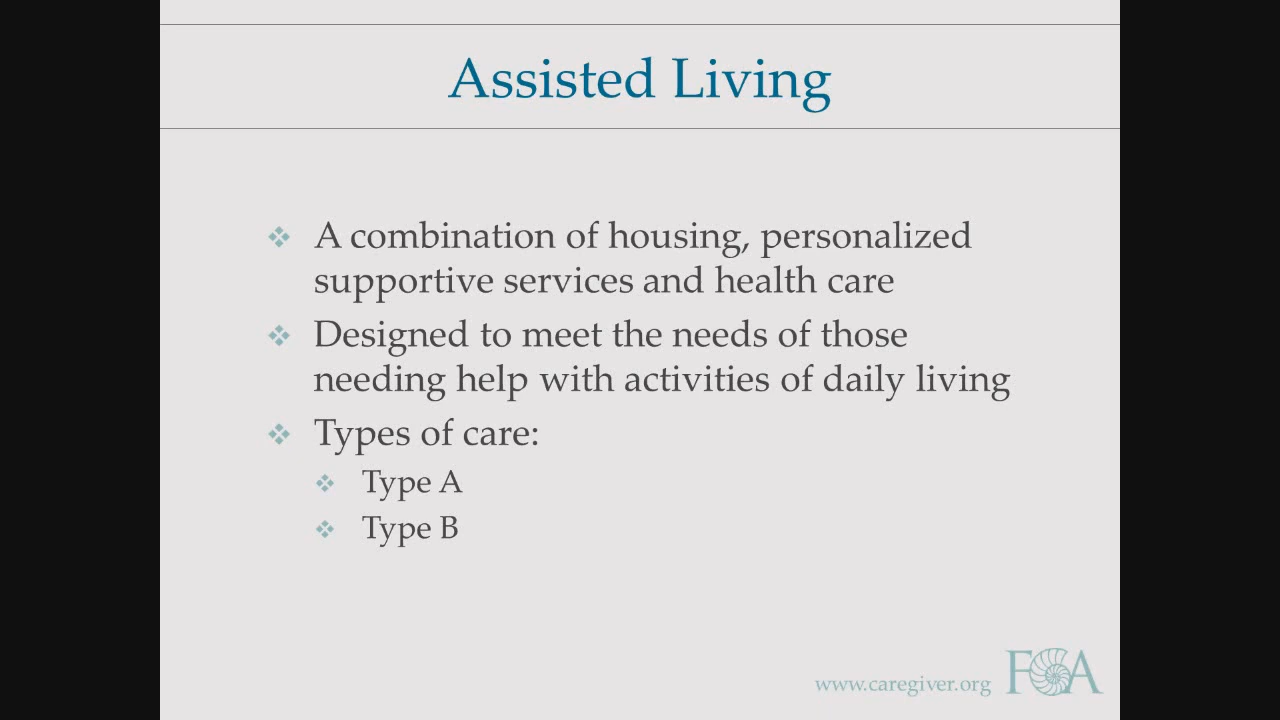 Assisted Living
A combination of housing, personalized
supportive services and health care
Designed to meet the needs of those
needing help with activities of daily living
Types of care:
Type A
Type B
www.caregiver.org FCA